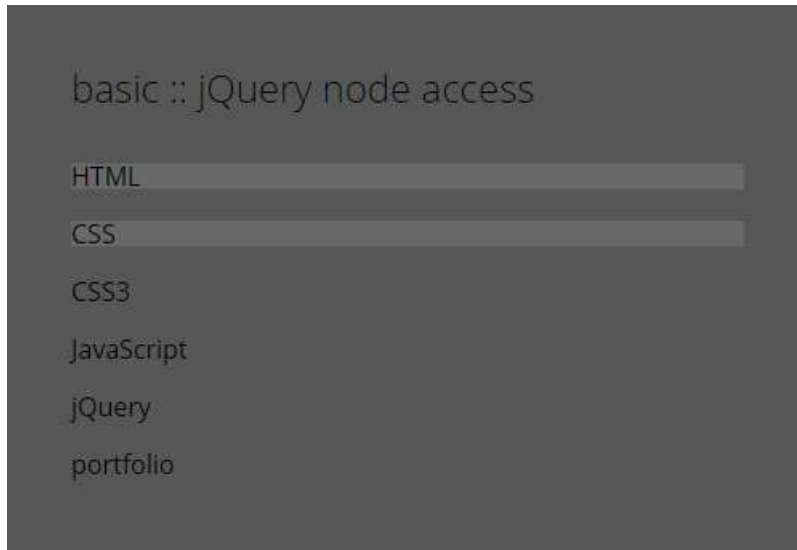 basic :: jQuery node access
HTML
CSS
CSS3
JavaScript
jQuery
portfolio